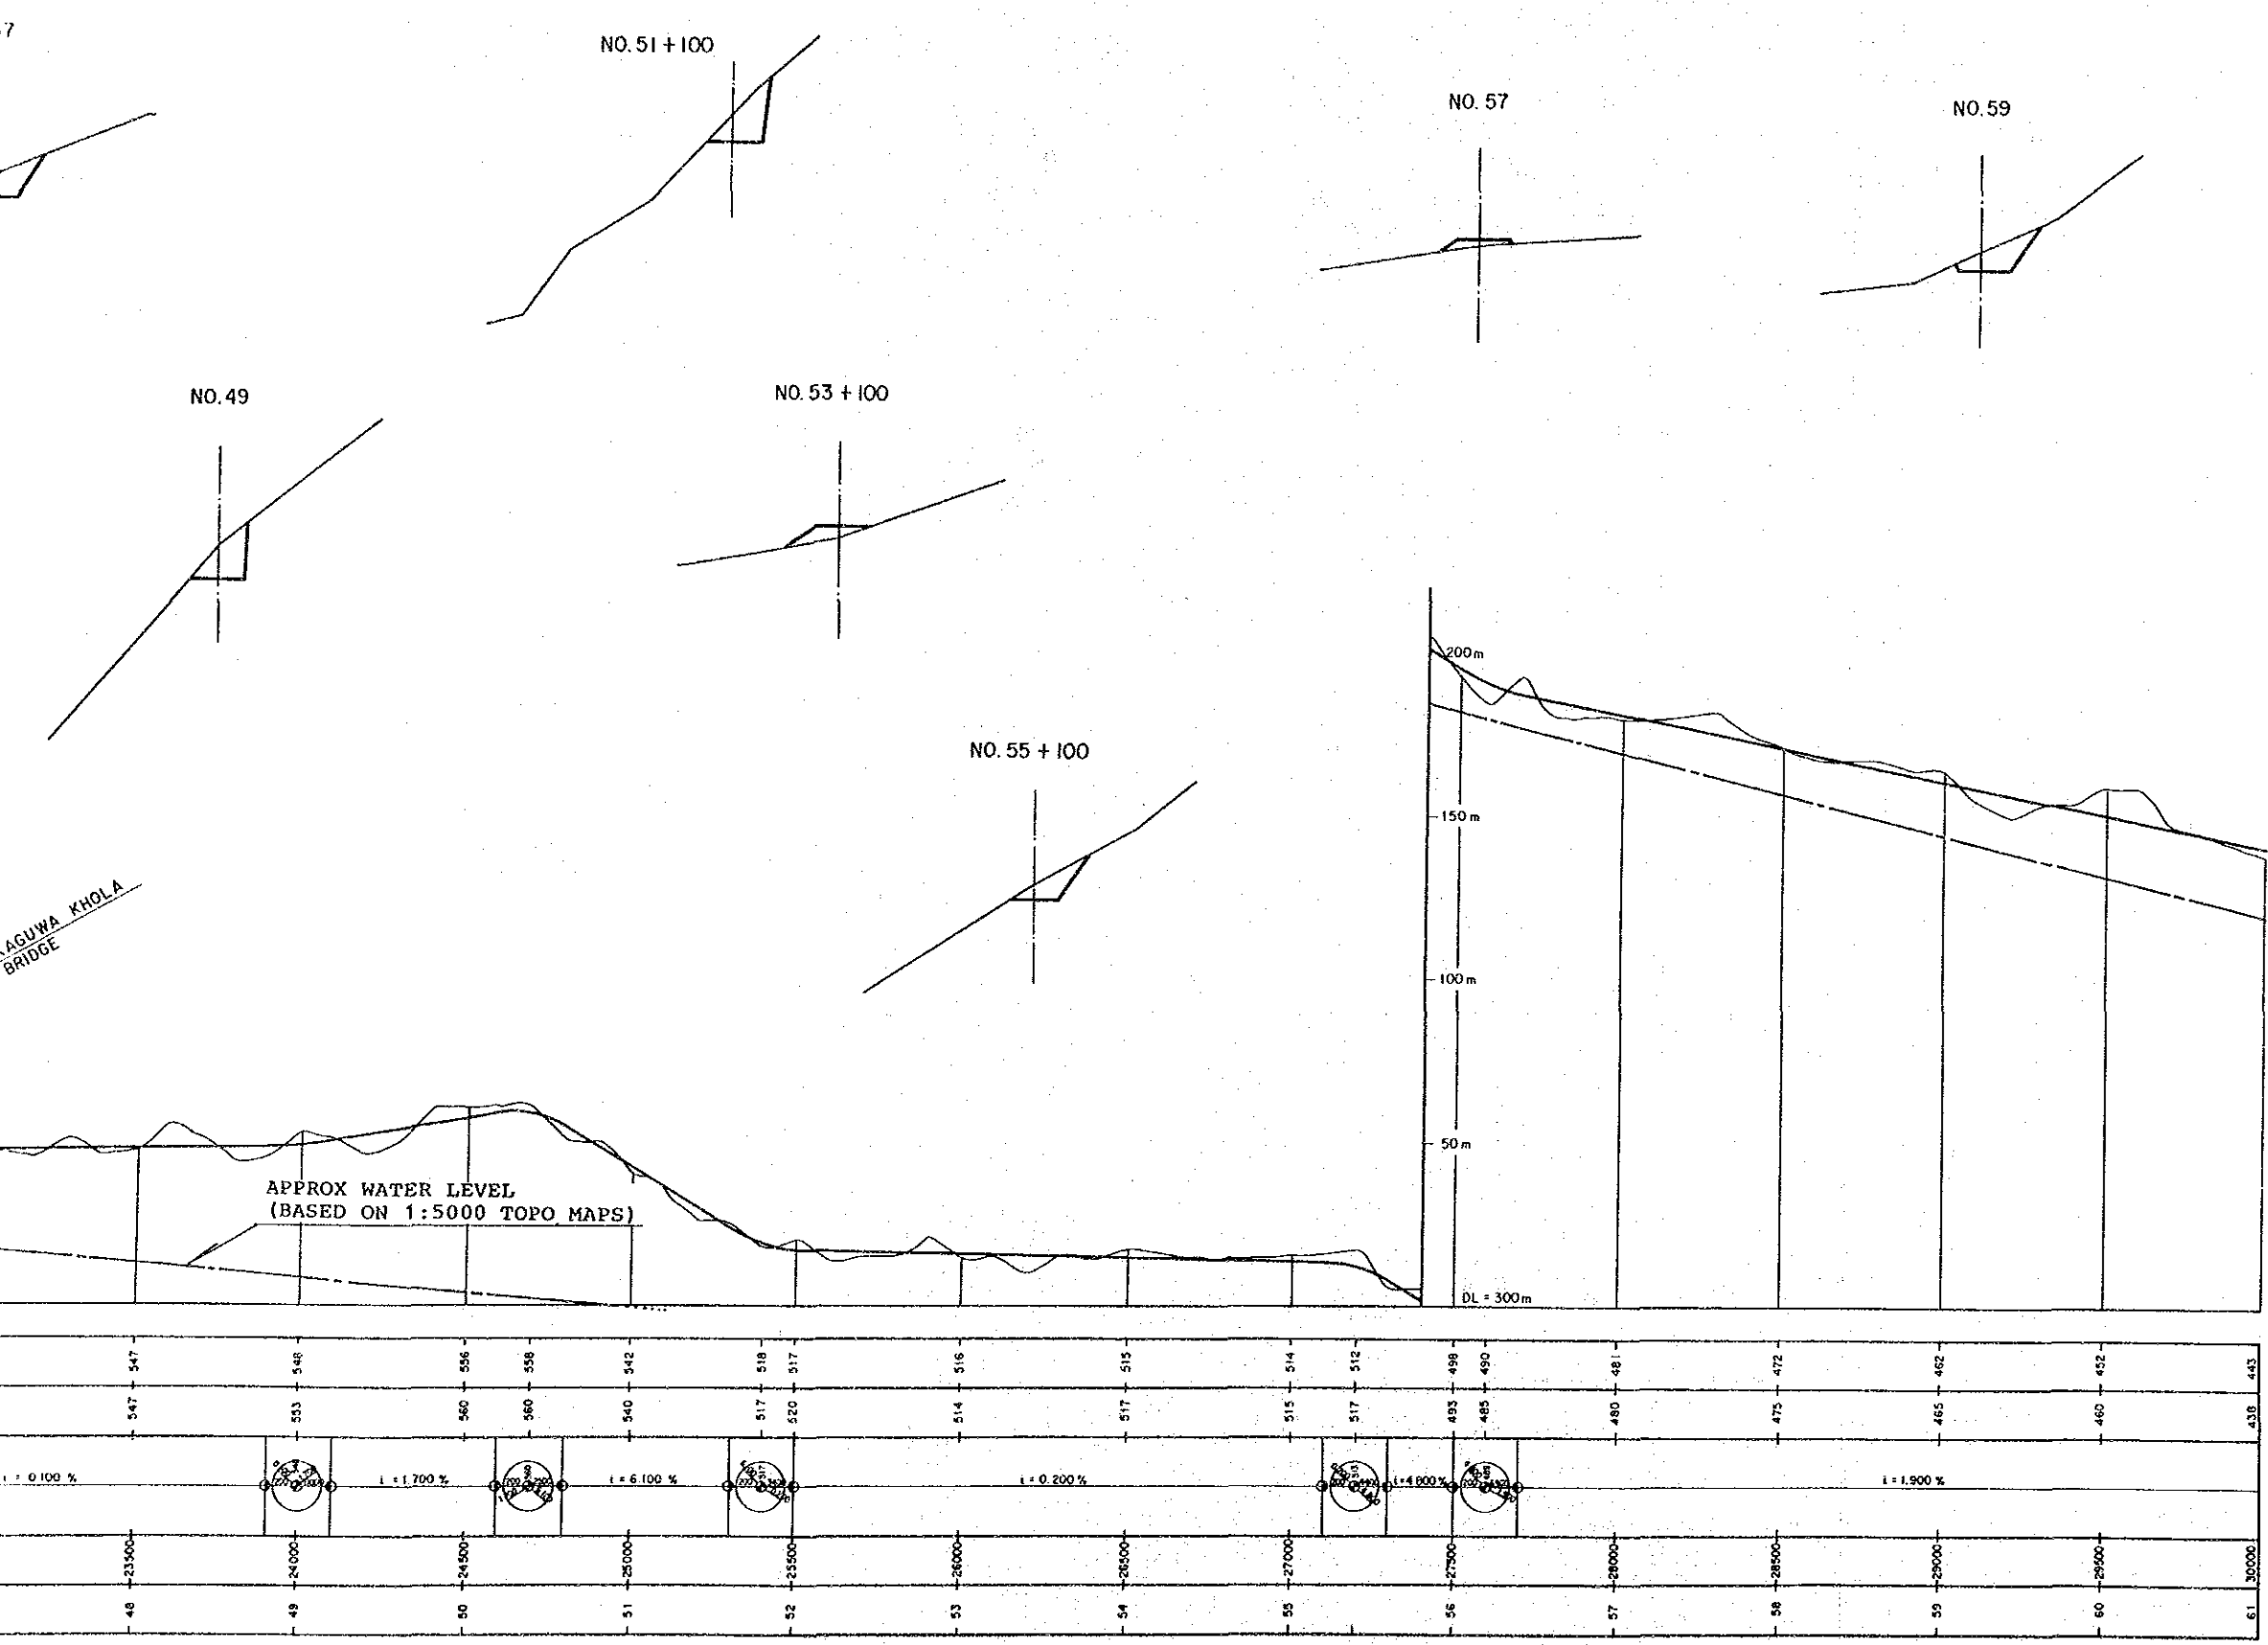 NO. 51 + 100
NO. 57
NO. 59
NO. 49
NO. 53 + 100
NO. 55 + 100
KHOLA
BRIDGE
200 m
150 m
100 m
50 m
DL = 300 m
APPROX WATER LEVEL
(BASED ON 1:5000 TOPO MAPS)
547 548 556 558 542 518 517 516 515 514 512 498 490 481 472 462 452 443
547 553 560 560 540 517 520 514 517 515 517 493 485 480 475 465 460 438
i = 0.100 % i = 1.700 % i = 6.100 % i = 0.200 % i = 4.800 % i = 1.900 %
23500 24000 24500 25000 25500 26000 26500 27000 27500 28000 28500 29000 29500 30000
48 49 50 51 52 53 54 55 56 57 58 59 60 61